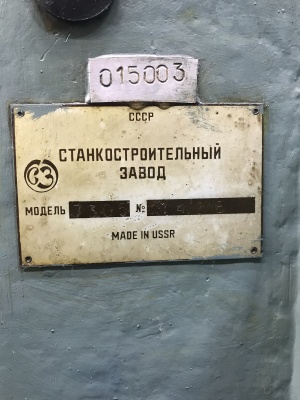 015003
СССР
СТАНКОСТРОИТЕЛЬНЫЙ
ЗАВОД
МОДЕЛЬ №
MADE IN USSR